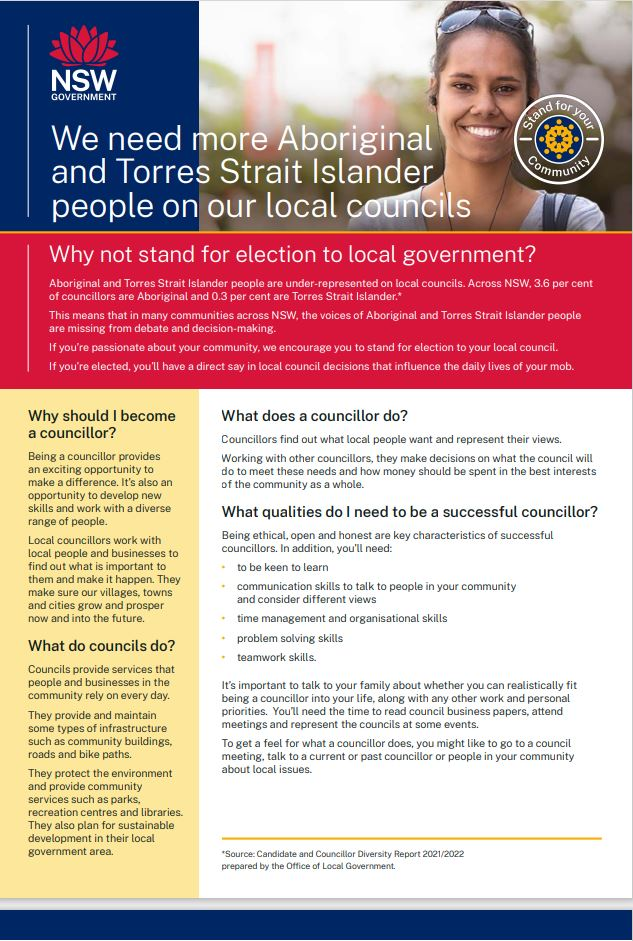 NSW
GOVERNMENT
We need more Aboriginal
and Torres Strait Islander
people on our local councils
Stand for your
Community
Why not stand for election to local government?
Aboriginal and Torres Strait Islander people are under-represented on local councils. Across NSW, 3.6 per cent
of councillors are Aboriginal and 0.3 per cent are Torres Strait Islander.*
This means that in many communities across NSW, the voices of Aboriginal and Torres Strait Islander people
are missing from debate and decision-making.
If you're passionate about your community, we encourage you to stand for election to your local council.
If you're elected, you'll have a direct say in local council decisions that influence the daily lives of your mob.
Why should I become
a councillor?
Being a councillor provides
an exciting opportunity to
make a difference. It's also an
opportunity to develop new
skills and work with a diverse
range of people.
Local councillors work with
local people and businesses to
find out what is important to
them and make it happen. They
make sure our villages, towns
and cities grow and prosper
now and into the future.
What do councils do?
Councils provide services that
people and businesses in the
community rely on every day.
They provide and maintain
some types of infrastructure
such as community buildings,
roads and bike paths.
They protect the environment
and provide community
services such as parks,
recreation centres and libraries.
They also plan for sustainable
development in their local
government area.
What does a councillor do?
Councillors find out what local people want and represent their views.
Working with other councillors, they make decisions on what the council will
do to meet these needs and how money should be spent in the best interests
of the community as a whole.
What qualities do I need to be a successful councillor?
Being ethical, open and honest are key characteristics of successful
councillors. In addition, you'll need:
• to be keen to learn
• communication skills to talk to people in your community
and consider different views
• time management and organisational skills
• problem solving skills
• teamwork skills.
It's important to talk to your family about whether you can realistically fit
being a councillor into your life, along with any other work and personal
priorities. You'll need the time to read council business papers, attend
meetings and represent the councils at some events.
To get a feel for what a councillor does, you might like to go to a council
meeting, talk to a current or past councillor or people in your community
about local issues.
*Source: Candidate and Councillor Diversity Report 2021/2022
prepared by the Office of Local Government.